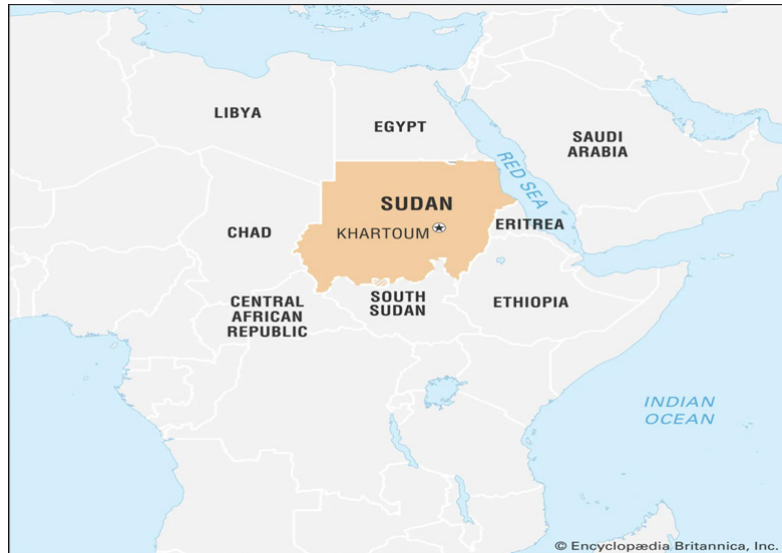 LIBYA
EGYPT
SAUDI
ARABIA
RED SEA
SUDAN
KHARTOUM
ERITREA
CHAD
CENTRAL
AFRICAN
REPUBLIC
SOUTH
SUDAN
ETHIOPIA
INDIAN
OCEAN
© Encyclopædia Britannica, Inc.